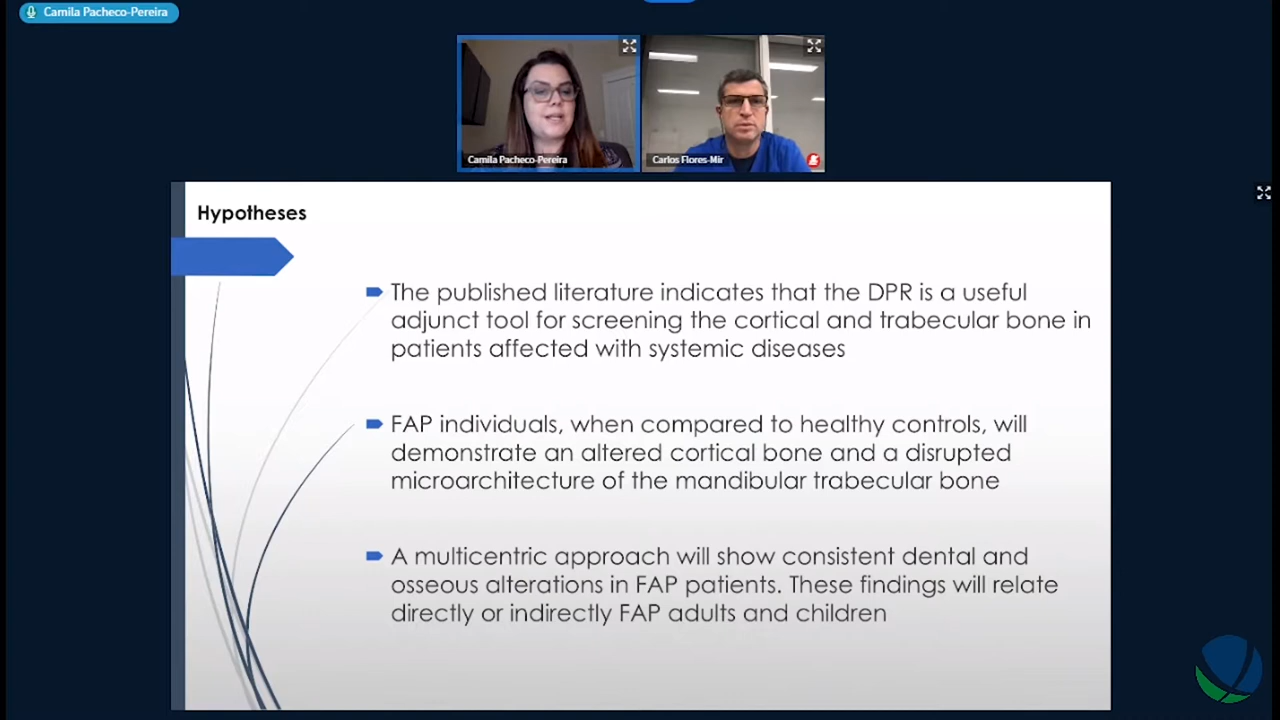 Camila Pacheco-Pereira
Camila Pacheco-Pereira
Carlos Flores-Mir
Hypotheses
The published literature indicates that the DPR is a useful
adjunct tool for screening the cortical and trabecular bone in
patients affected with systemic diseases
FAP individuals, when compared to healthy controls, will
demonstrate an altered cortical bone and a disrupted
microarchitecture of the mandibular trabecular bone
A multicentric approach will show consistent dental and
osseous alterations in FAP patients. These findings will relate
directly or indirectly FAP adults and children